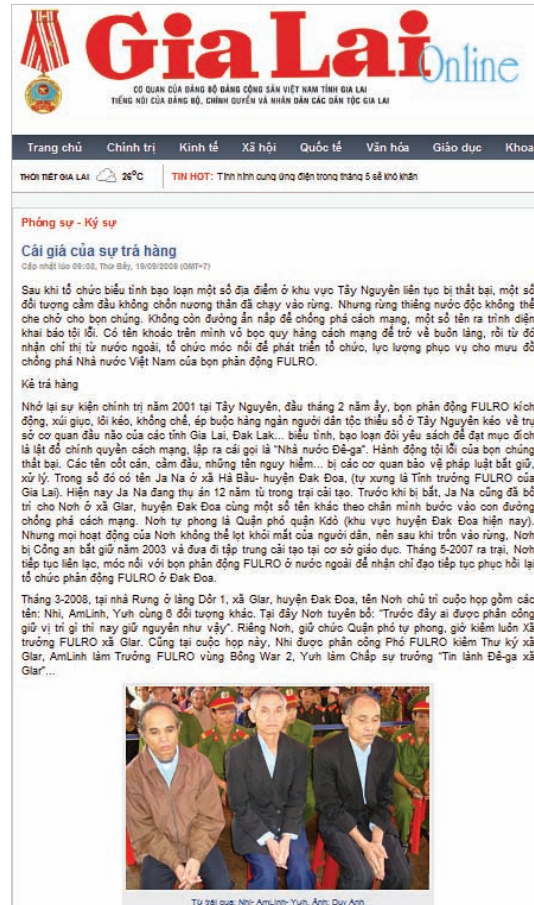 Gia Lai Online
CƠ QUAN CỦA ĐẢNG BỘ ĐẢNG CỘNG SẢN VIỆT NAM TỈNH GIA LAI
TIẾNG NÓI CỦA ĐẢNG BỘ, CHÍNH QUYỀN VÀ NHÂN DÂN CÁC DÂN TỘC GIA LAI
Trang chủ Chính trị Kinh tế Xã hội Quốc tế Văn hóa Giáo dục Khoa
THỜI TIẾT GIA LAI 26°C TIN HOT: Tình hình cung ứng điện trong tháng 5 sẽ khó khăn
Phóng sự - Ký sự
Cái giá của sự trá hàng
Cập nhật lúc 09:08, Thứ Bảy, 19/09/2009 (GMT+7)
Sau khi tổ chức biểu tình bạo loạn một số địa điểm ở khu vực Tây Nguyên liên tục bị thất bại, một số
đối tượng cầm đầu không chốn nương thân đã chạy vào rừng. Nhưng rừng thiêng nước độc không thể
che chở cho bọn chúng. Không còn đường ẩn nấp để chống phá cách mạng, một số tên ra trình diện
khai báo tội lỗi. Có tên khoác trên mình vỏ bọc quy hàng cách mạng để trở về buôn làng, rồi từ đó
nhận chỉ thị từ nước ngoài, tổ chức móc nối để phát triển tổ chức, lực lượng phục vụ cho mưu đồ
chống phá Nhà nước Việt Nam của bọn phản động FULRO.
Kẻ trá hàng
Nhớ lại sự kiện chính trị năm 2001 tại Tây Nguyên, đầu tháng 2 năm ấy, bọn phản động FULRO kích
động, xúi giục, lôi kéo, khống chế, ép buộc hàng ngàn người dân tộc thiểu số ở Tây Nguyên kéo về trụ
sở cơ quan đầu não của các tỉnh Gia Lai, Đak Lak... biểu tình, bạo loạn đòi yêu sách để đạt mục đích
là lật đổ chính quyền cách mạng, lập ra cái gọi là “Nhà nước Đê-ga”. Hành động tội lỗi của bọn chúng
thất bại. Các tên cốt cán, cầm đầu, những tên nguy hiểm... bị các cơ quan bảo vệ pháp luật bắt giữ,
xử lý. Trong số đó có tên Ja Na ở xã Hà Bầu- huyện Đak Đoa, (tự xưng là Tỉnh trưởng FULRO của
Gia Lai). Hiện nay Ja Na đang thụ án 12 năm tù trong trại cải tạo. Trước khi bị bắt, Ja Na cũng đã bố
trí cho Nơh ở xã Glar, huyện Đak Đoa cùng một số tên khác theo chân mình bước vào con đường
chống phá cách mạng. Nơh tự phong là Quận phó quận Kdỏ (khu vực huyện Đak Đoa hiện nay).
Nhưng mọi hoạt động của Nơh không thể lọt khỏi mắt của người dân, nên sau khi trốn vào rừng, Nơh
bị Công an bắt giữ năm 2003 và đưa đi tập trung cải tạo tại cơ sở giáo dục. Tháng 5-2007 ra trại, Nơh
tiếp tục liên lạc, móc nối với bọn phản động FULRO ở nước ngoài để nhận chỉ đạo tiếp tục phục hồi lại
tổ chức phản động FULRO ở Đak Đoa.
Tháng 3-2008, tại nhà Rưng ở làng Dôr 1, xã Glar, huyện Đak Đoa, tên Nơh chủ trì cuộc họp gồm các
tên: Nhi, AmLinh, Yưh cùng 6 đối tượng khác. Tại đây Nơh tuyên bố: “Trước đây ai được phân công
giữ vị trí gì thì nay giữ nguyên như vậy”. Riêng Nơh, giữ chức Quận phó tự phong, giờ kiêm luôn Xã
trưởng FULRO xã Glar. Cũng tại cuộc họp này, Nhi được phân công Phó FULRO kiêm Thư ký xã
Glar, AmLinh làm Trưởng FULRO vùng Bông War 2, Yưh làm Chấp sự trưởng “Tin lành Đê-ga xã
Glar”...
Từ trái qua: Nhi- AmLinh- Yưh. Ảnh: Duy Anh